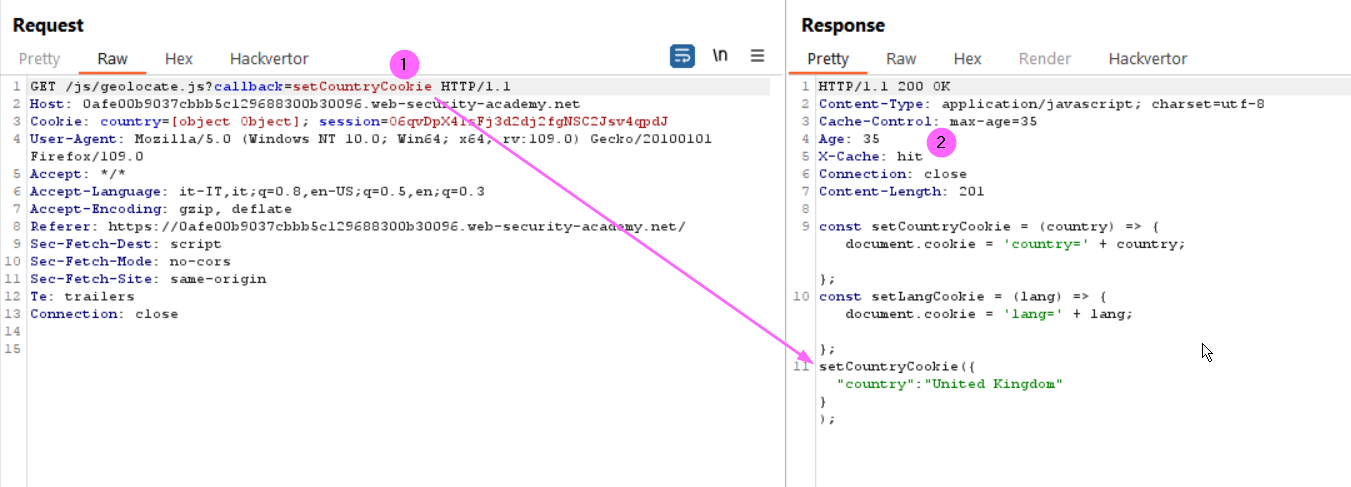 Request
Pretty Raw Hex Hackvertor \n
1
1 GET /js/geolocate.js?callback=setCountryCookie HTTP/1.1
2 Host: 0afe00b9037cbbb5c129688300b30096.web-security-academy.net
3 Cookie: country=[object Object]; 
4 User-Agent: Mozilla/5.0 (Windows NT 10.0; Win64; x64; rv:109.0) Gecko/20100101
Firefox/109.0
5 Accept: */*
6 Accept-Language: it-IT,it;q=0.8,en-US;q=0.5,en;q=0.3
7 Accept-Encoding: gzip, deflate
8 Referer: https://0afe00b9037cbbb5c129688300b30096.web-security-academy.net/
9 Sec-Fetch-Dest: script
10 Sec-Fetch-Mode: no-cors
11 Sec-Fetch-Site: same-origin
12 Te: trailers
13 Connection: close
14
15
Response
Pretty Raw Hex Render Hackvertor
1 HTTP/1.1 200 OK
2 Content-Type: application/javascript; charset=utf-8
3 Cache-Control: max-age=35
4 Age: 35
2
5 X-Cache: hit
6 Connection: close
7 Content-Length: 201
8
9 const setCountryCookie = (country) => {
document.cookie = 'country=' + country;
};
10 const setLangCookie = (lang) => {
document.cookie = 'lang=' + lang;
};
11 setCountryCookie({
"country":"United Kingdom"
}
);